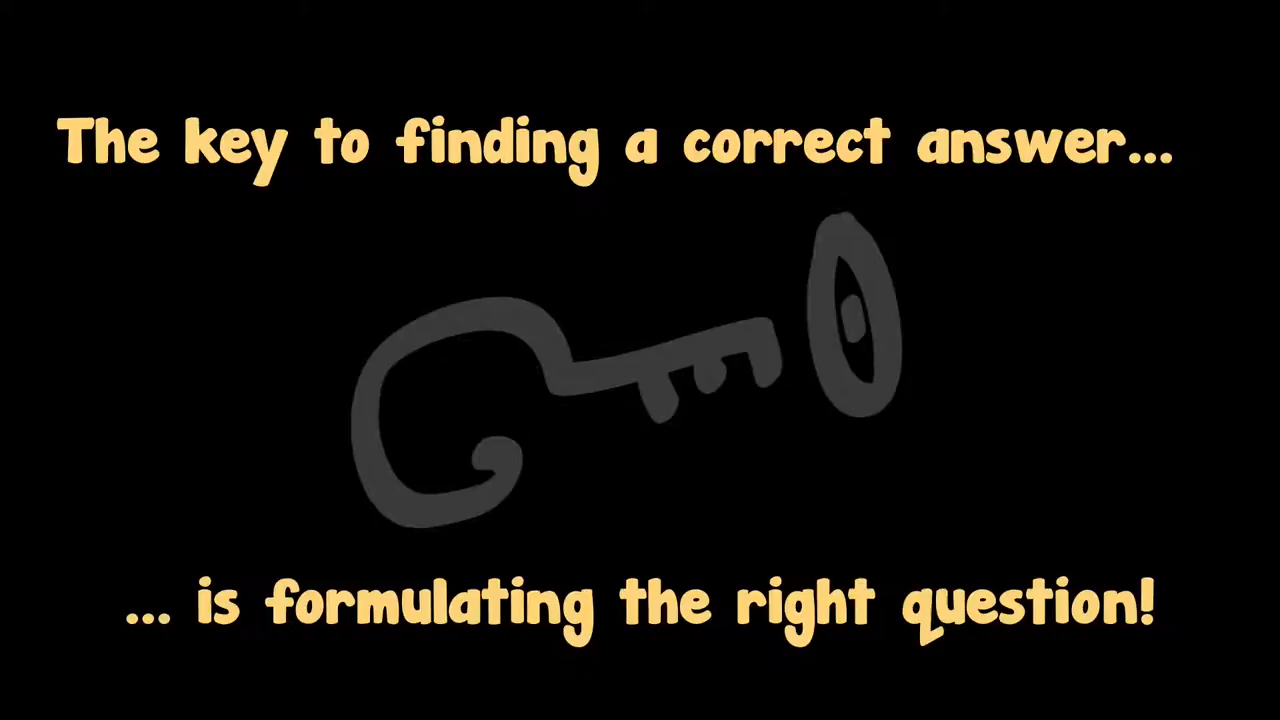 The key to finding a correct answer...
... is formulating the right question!